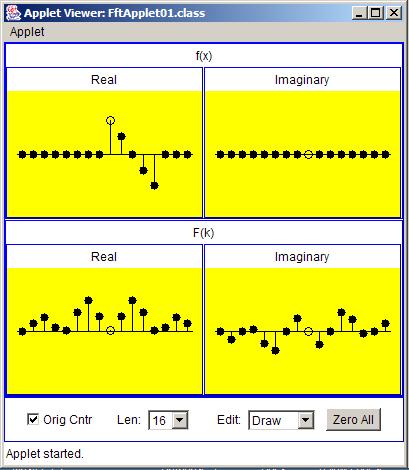 Applet Viewer: FftApplet01.class
Applet
f(x)
Real Imaginary
F(k)
Real Imaginary
Orig Cntr Len: 16 Edit: Draw Zero All
Applet started.